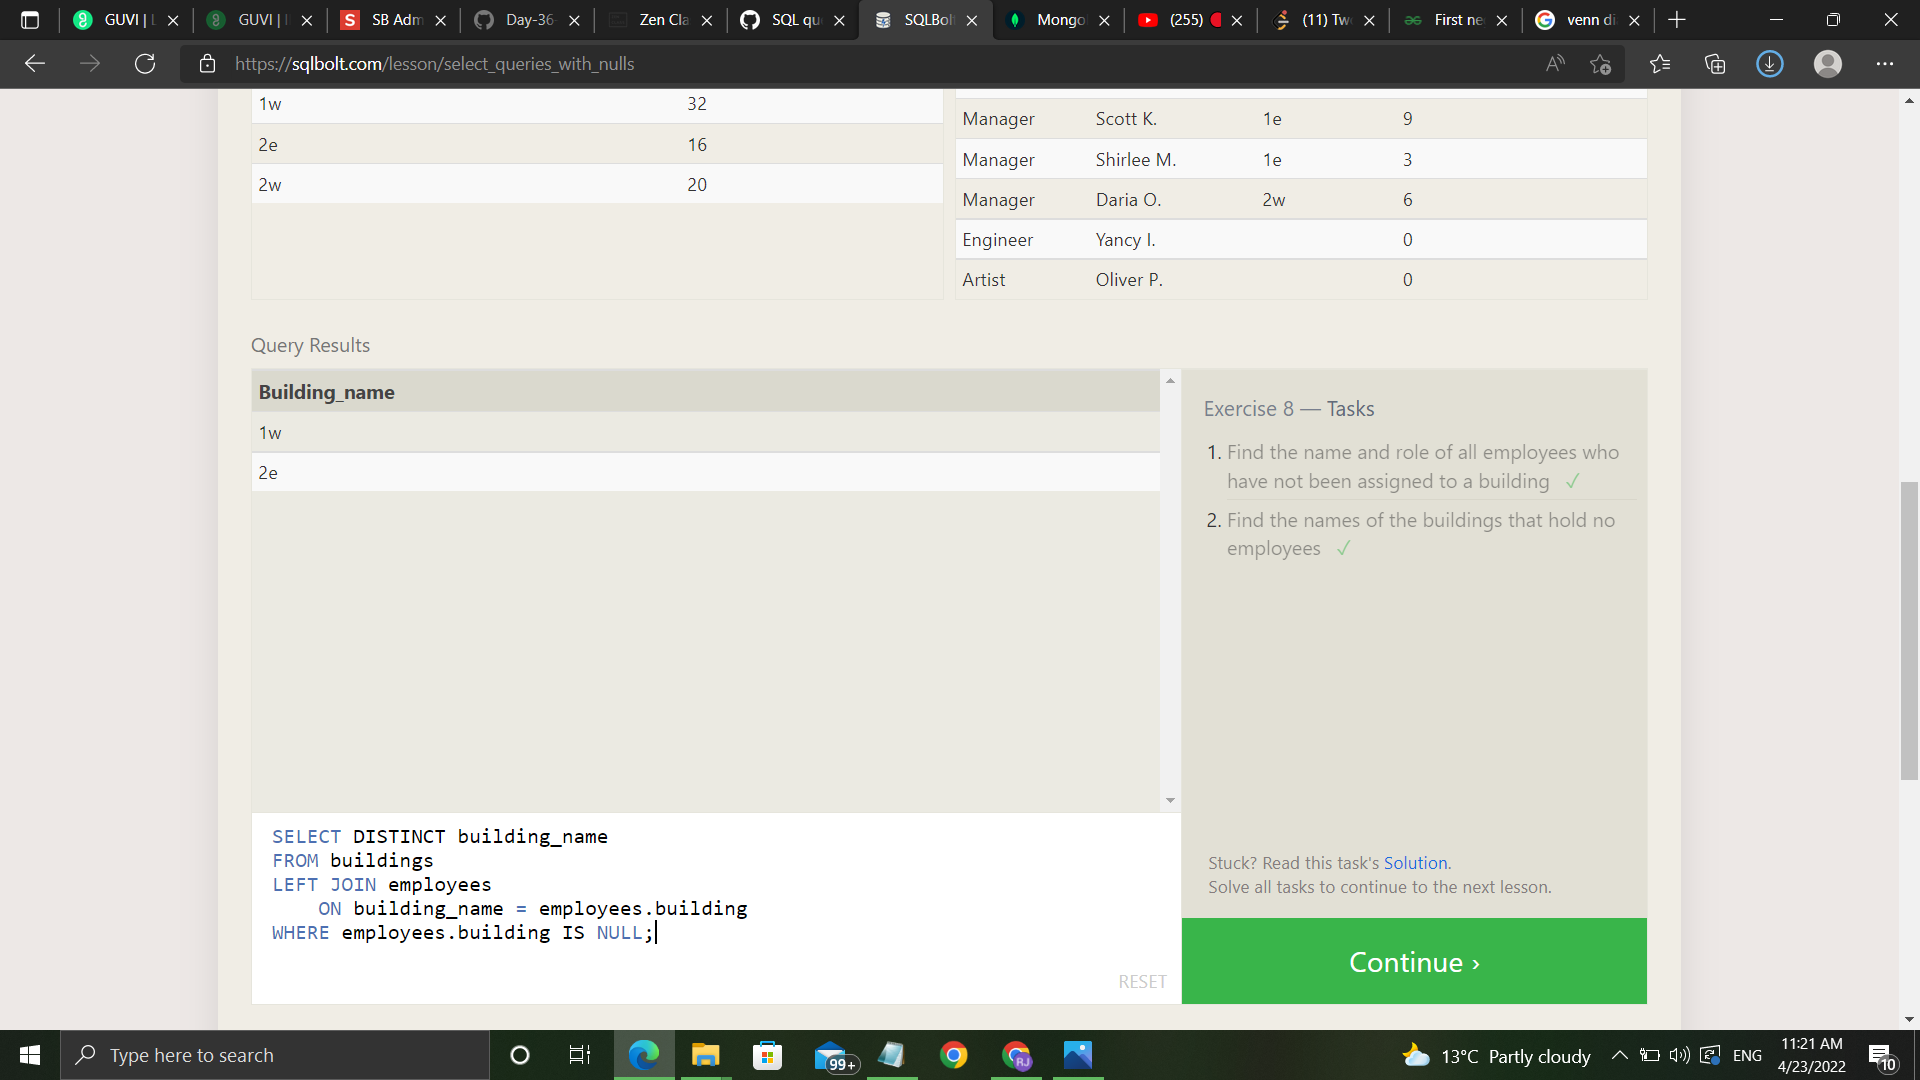 GUVI | L
GUVI | I
SB Adm
Day-36-
Zen Cla
SQL qu
SQLBolt
Mongo
(255)
(11) Tw
First ne
venn di
https://sqlbolt.com/lesson/select_queries_with_nulls
1w 32
2e 16
2w 20
Manager Scott K. 1e 9
Manager Shirlee M. 1e 3
Manager Daria O. 2w 6
Engineer Yancy I. 0
Artist Oliver P. 0
Query Results
Building_name
1w
2e
Exercise 8 — Tasks
1. Find the name and role of all employees who
have not been assigned to a building ✓
2. Find the names of the buildings that hold no
employees ✓
SELECT DISTINCT building_name
FROM buildings
LEFT JOIN employees
ON building_name = employees.building
WHERE employees.building IS NULL;
RESET
Stuck? Read this task's Solution.
Solve all tasks to continue to the next lesson.
Continue ›
Type here to search
99+
RJ
13°C Partly cloudy
ENG
11:21 AM
4/23/2022
10